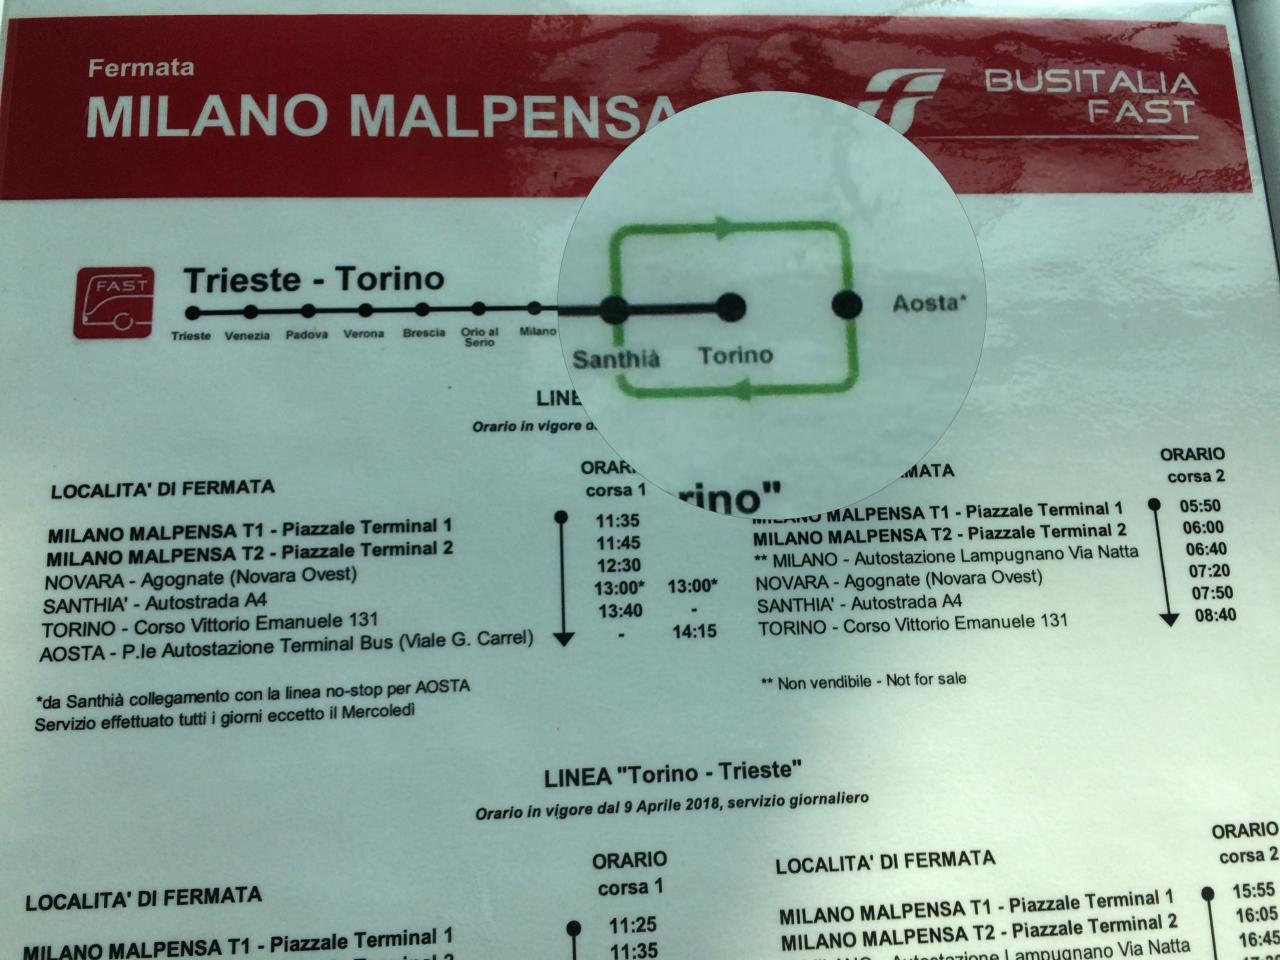 Fermata
MILANO MALPENSA
BUSITALIA
FAST
FAST
Trieste - Torino
Trieste Venezia Padova Verona Brescia Orio al Serio Milano
Santhià Torino Aosta*
LINE
Orario in vigore
rino"
LOCALITA' DI FERMATA
ORAR
corsa 1
MILANO MALPENSA T1 - Piazzale Terminal 1 11:35
MILANO MALPENSA T2 - Piazzale Terminal 2 11:45
NOVARA - Agognate (Novara Ovest) 12:30
SANTHIA' - Autostrada A4 13:00* 13:00*
TORINO - Corso Vittorio Emanuele 131 13:40 -
AOSTA - P.le Autostazione Terminal Bus (Viale G. Carrel) - 14:15
*da Santhià collegamento con la linea no-stop per AOSTA
Servizio effettuato tutti i giorni eccetto il Mercoledì
MATA
ORARIO
corsa 2
MILANO MALPENSA T1 - Piazzale Terminal 1 05:50
MILANO MALPENSA T2 - Piazzale Terminal 2 06:00
** MILANO - Autostazione Lampugnano Via Natta 06:40
NOVARA - Agognate (Novara Ovest) 07:20
SANTHIA' - Autostrada A4 07:50
TORINO - Corso Vittorio Emanuele 131 08:40
** Non vendibile - Not for sale
LINEA "Torino - Trieste"
Orario in vigore dal 9 Aprile 2018, servizio giornaliero
LOCALITA' DI FERMATA
ORARIO
corsa 1
MILANO MALPENSA T1 - Piazzale Terminal 1 11:25
11:35
LOCALITA' DI FERMATA
ORARIO
corsa 2
MILANO MALPENSA T1 - Piazzale Terminal 1 15:55
MILANO MALPENSA T2 - Piazzale Terminal 2 16:05
Autostazione Lampugnano Via Natta 16:45